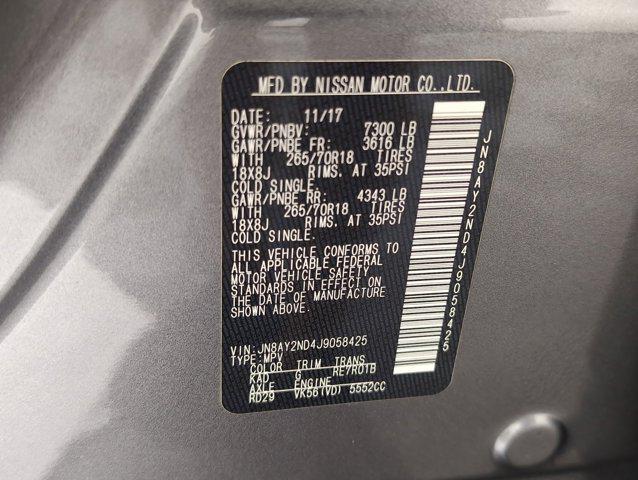 MFD BY NISSAN MOTOR CO.,LTD.
DATE: 11/17
GVWR/PNBV: 7300 LB
GAWR/PNBE FR: 3616 LB
WITH 265/70R18 TIRES
18X8J RIMS. AT 35PSI
COLD SINGLE.
GAWR/PNBE RR: 4343 LB
WITH 265/70R18 TIRES
18X8J RIMS. AT 35PSI
COLD SINGLE.
THIS VEHICLE CONFORMS TO
ALL APPLICABLE FEDERAL
MOTOR VEHICLE SAFETY
STANDARDS IN EFFECT ON
THE DATE OF MANUFACTURE
SHOWN ABOVE.
VIN:JN8AY2ND4J9058425
TYPE:MPV
COLOR TRIM TRANS
KAD G RE7R01B
AXLE ENGINE
RD29 VK56(VD) 5552CC
JN8AY2ND4J9058425